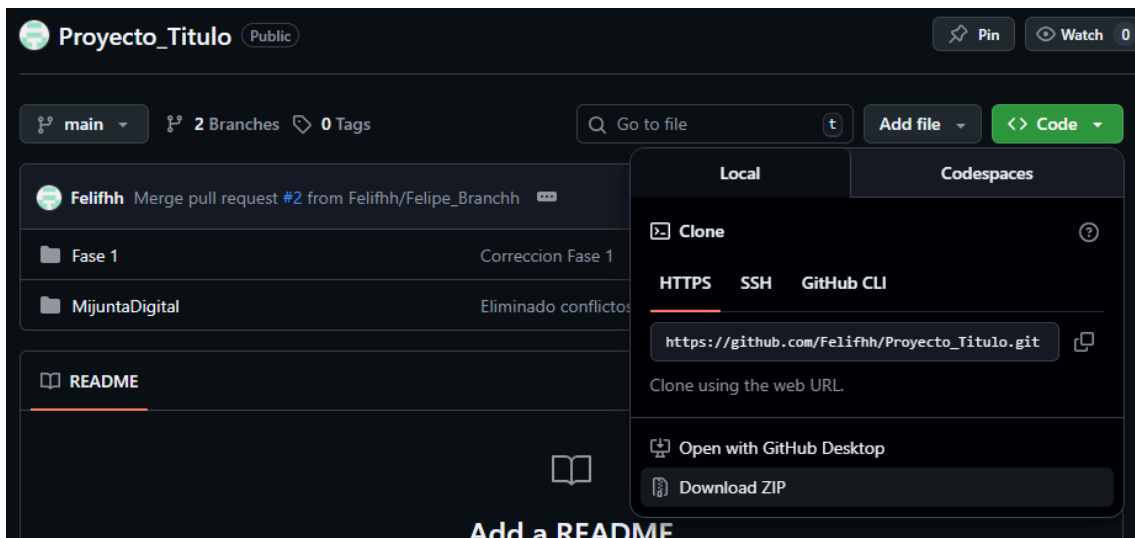 Proyecto_Titulo Public
Pin
Watch 0
main
2 Branches
0 Tags
Go to file
t
Add file
Code
Felifhh Merge pull request #2 from Felifhh/Felipe_Branchh
Fase 1
Correccion Fase 1
MijuntaDigital
Eliminado conflictos
README
Add a README
Local
Codespaces
Clone
HTTPS
SSH
GitHub CLI
https://github.com/Felifhh/Proyecto_Titulo.git
Clone using the web URL.
Open with GitHub Desktop
Download ZIP